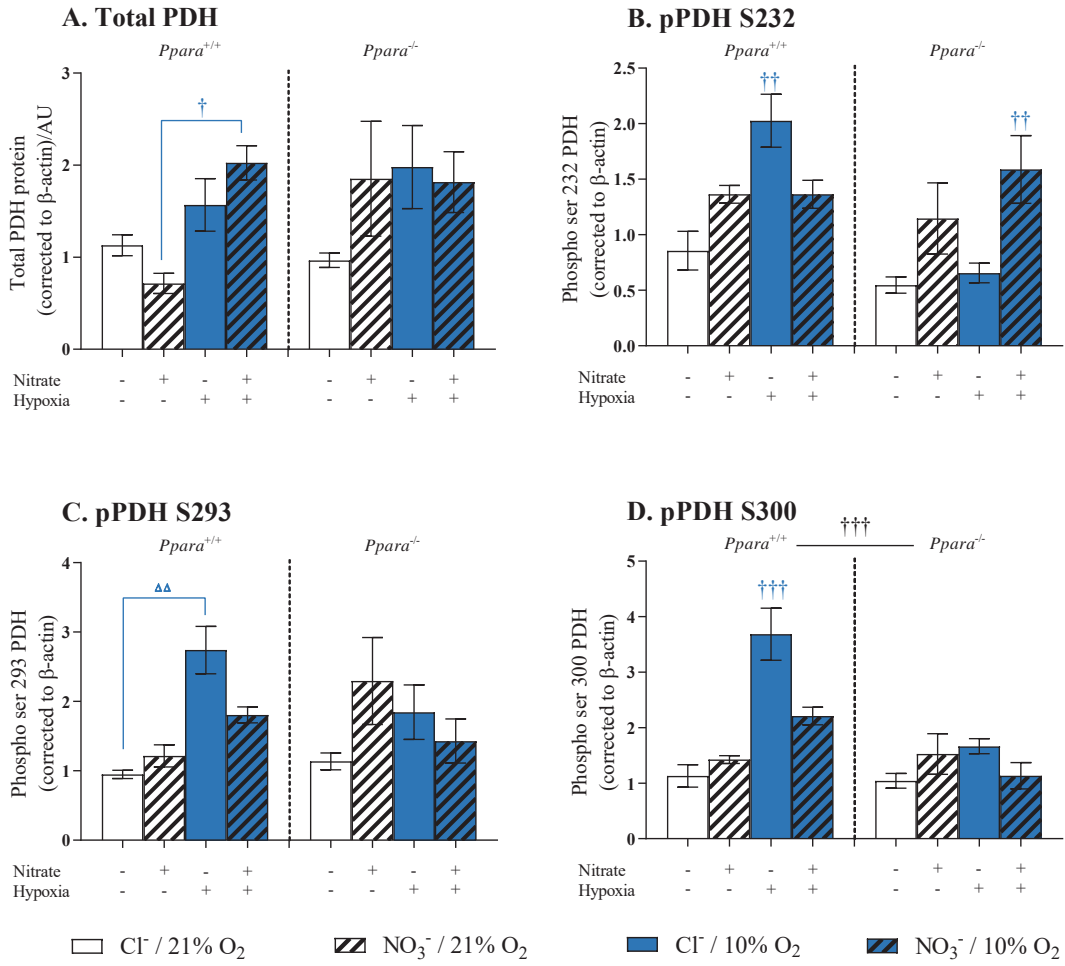 A. Total PDH
Ppara+/+
Ppara-/-
Total PDH protein
(corrected to β-actin)/AU
3
2
1
0
†
Nitrate - + - + - + - +
Hypoxia - - + + - - + +
B. pPDH S232
Ppara+/+
Ppara-/-
Phospho ser 232 PDH
(corrected to β-actin)
2.5
2.0
1.5
1.0
0.5
0.0
††
††
Nitrate - + - + - + - +
Hypoxia - - + + - - + +
C. pPDH S293
Ppara+/+
Ppara-/-
Phospho ser 293 PDH
(corrected to β-actin)
4
3
2
1
0
ΔΔ
Nitrate - + - + - + - +
Hypoxia - - + + - - + +
D. pPDH S300
†††
Ppara+/+
Ppara-/-
Phospho ser 300 PDH
(corrected to β-actin)
5
4
3
2
1
0
†††
Nitrate - + - + - + - +
Hypoxia - - + + - - + +
Cl⁻ / 21% O₂
NO₃⁻ / 21% O₂
Cl⁻ / 10% O₂
NO₃⁻ / 10% O₂